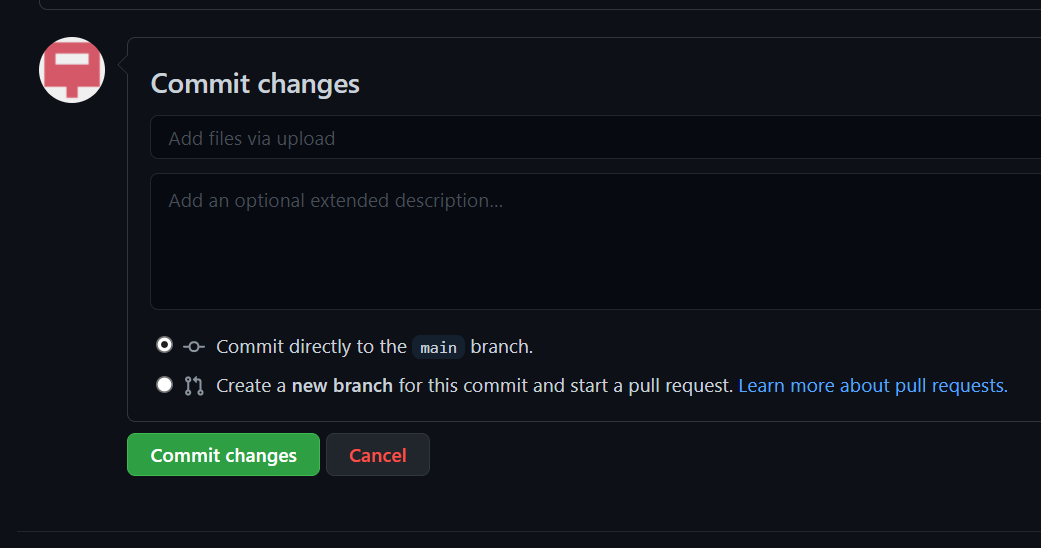 Commit changes
Add files via upload
Add an optional extended description...
Commit directly to the main branch.
Create a new branch for this commit and start a pull request. Learn more about pull requests.
Commit changes Cancel